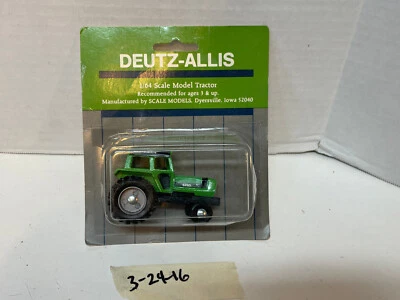 DEUTZ-ALLIS
1/64 Scale Model Tractor
Recommended for ages 3 & up.
Manufactured by SCALE MODELS, Dyersville, Iowa 52040
3-24-16